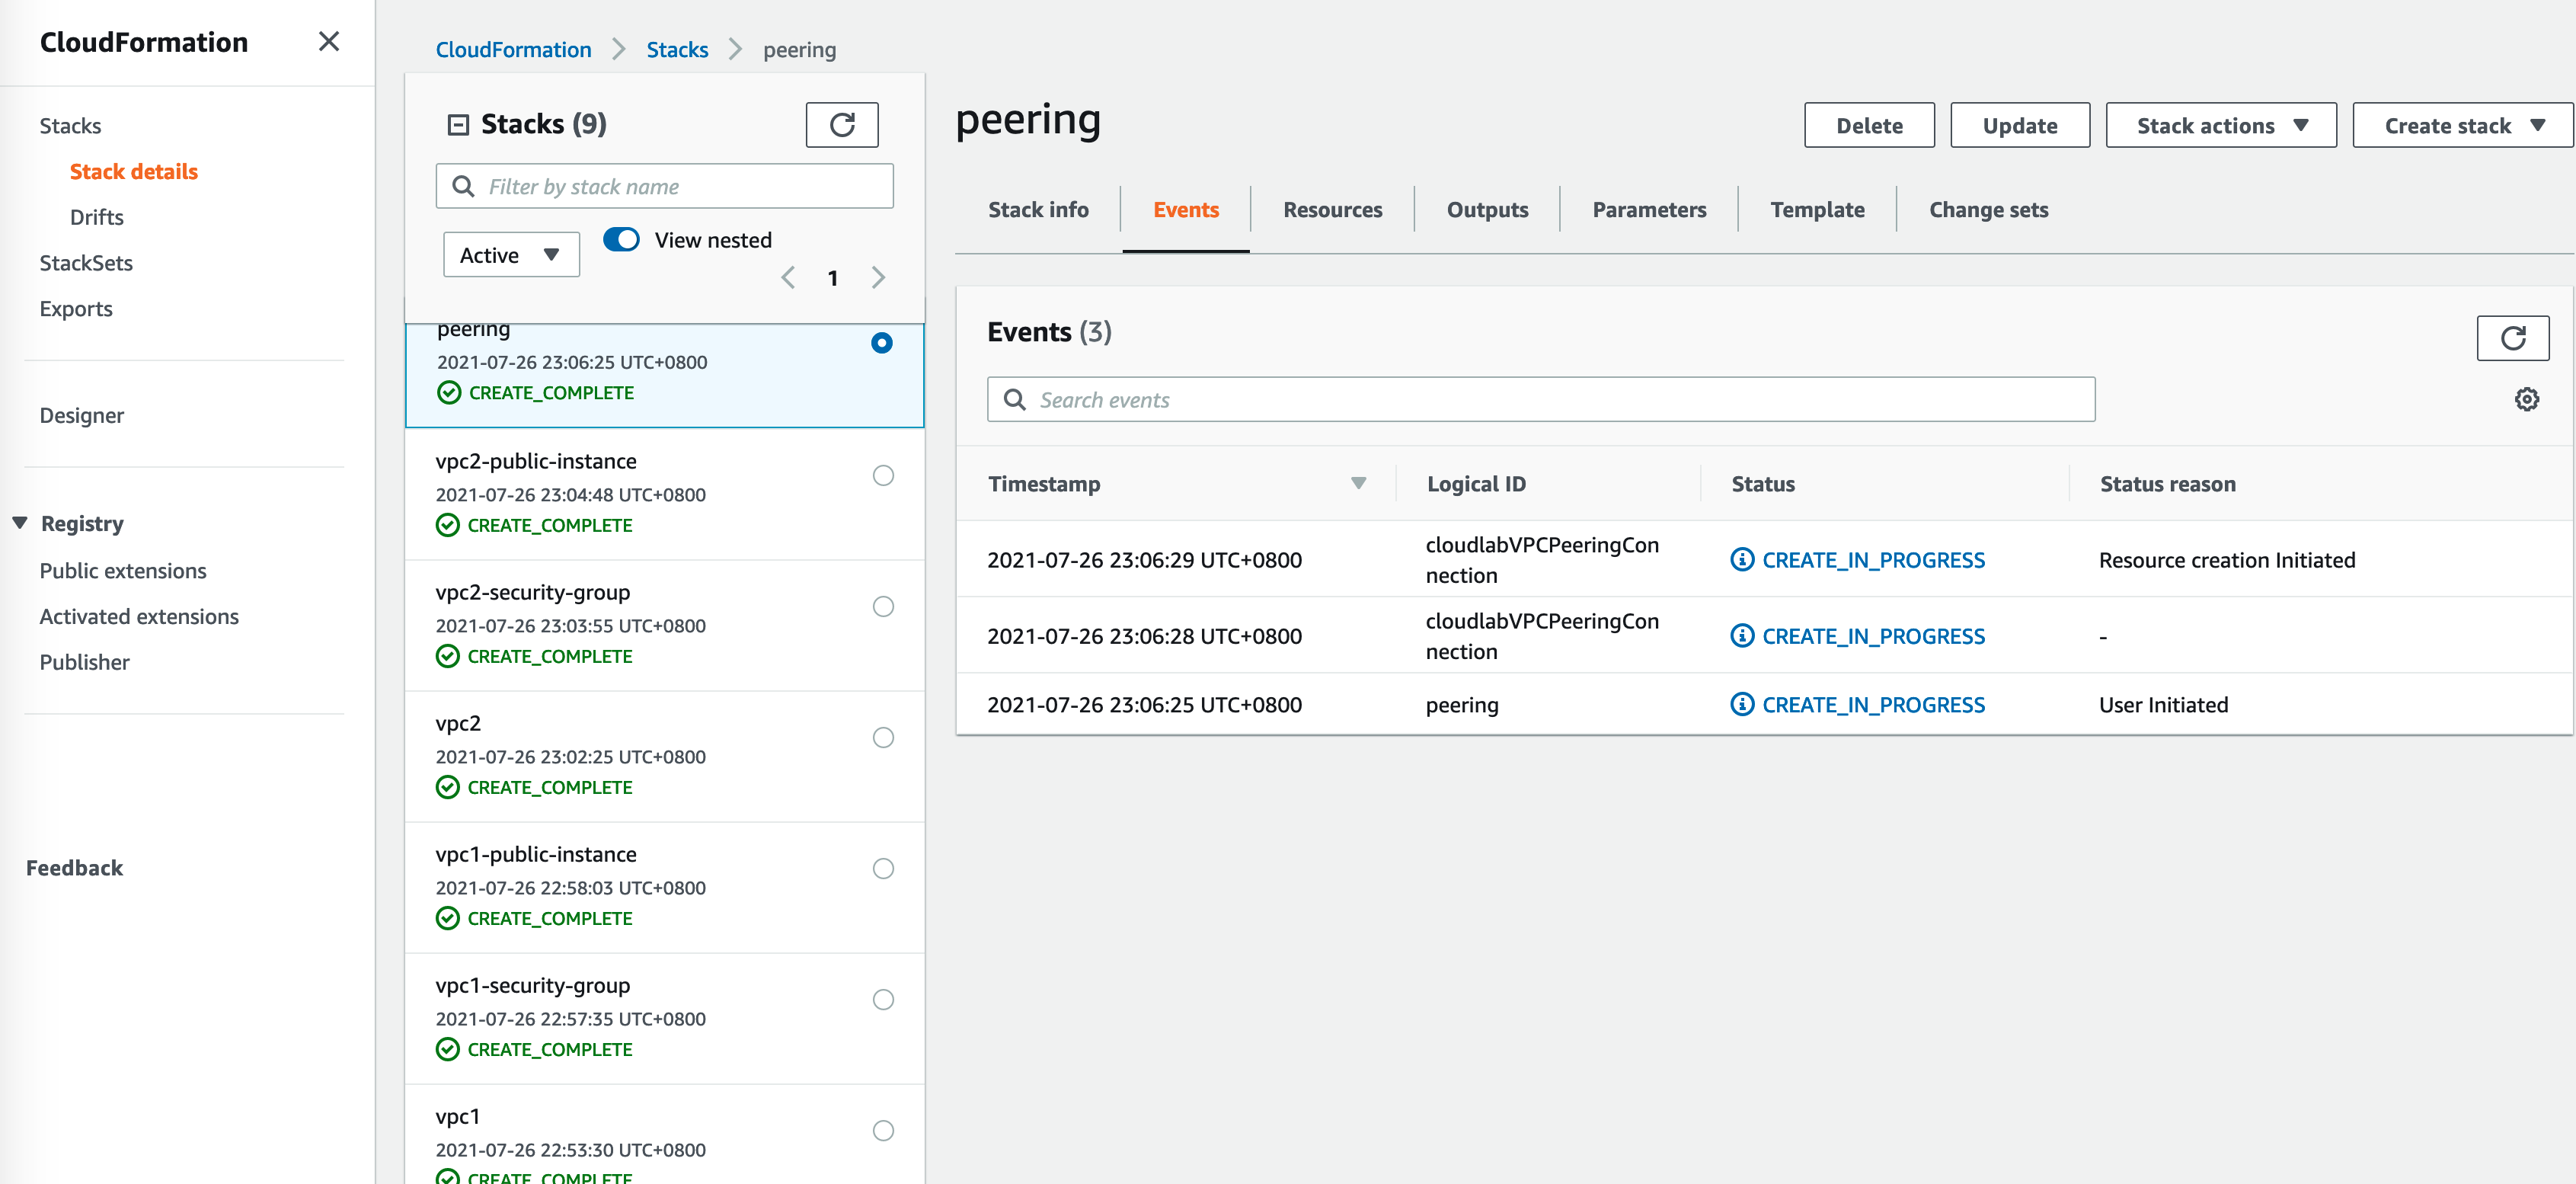 CloudFormation
Stacks
Stack details
Drifts
StackSets
Exports
Designer
Registry
Public extensions
Activated extensions
Publisher
Feedback
CloudFormation Stacks peering
Stacks (9)
Filter by stack name
Active View nested
1
peering
2021-07-26 23:06:25 UTC+0800
CREATE_COMPLETE
vpc2-public-instance
2021-07-26 23:04:48 UTC+0800
CREATE_COMPLETE
vpc2-security-group
2021-07-26 23:03:55 UTC+0800
CREATE_COMPLETE
vpc2
2021-07-26 23:02:25 UTC+0800
CREATE_COMPLETE
vpc1-public-instance
2021-07-26 22:58:03 UTC+0800
CREATE_COMPLETE
vpc1-security-group
2021-07-26 22:57:35 UTC+0800
CREATE_COMPLETE
vpc1
2021-07-26 22:53:30 UTC+0800
CREATE_COMPLETE
peering
Delete Update Stack actions Create stack
Stack info Events Resources Outputs Parameters Template Change sets
Events (3)
Search events
Timestamp Logical ID Status Status reason
2021-07-26 23:06:29 UTC+0800 cloudlabVPCPeeringCon CREATE_IN_PROGRESS Resource creation Initiated
nection
2021-07-26 23:06:28 UTC+0800 cloudlabVPCPeeringCon CREATE_IN_PROGRESS -
nection
2021-07-26 23:06:25 UTC+0800 peering CREATE_IN_PROGRESS User Initiated